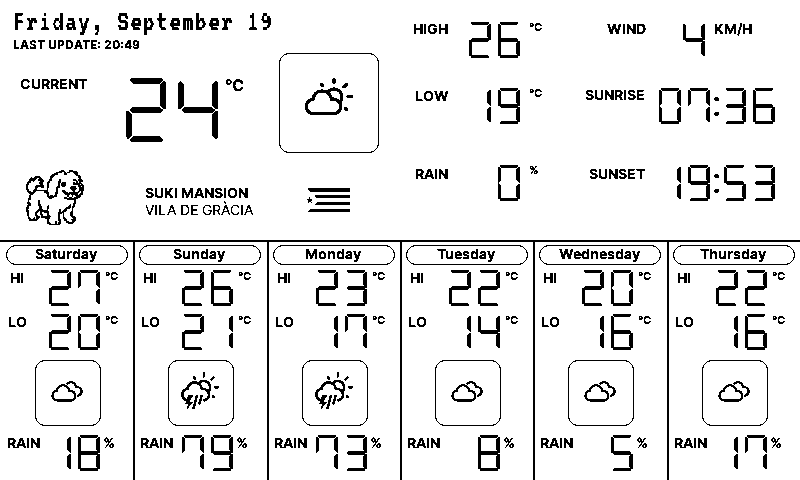 Friday, September 19
LAST UPDATE: 20:49
CURRENT 24 °C
HIGH 26 °C
LOW 19 °C
RAIN 0 %
WIND 4 KM/H
SUNRISE 07:36
SUNSET 19:53
SUKI MANSION
VILA DE GRÀCIA
Saturday
HI 27 °C
LO 20 °C
RAIN 18 %
Sunday
HI 26 °C
LO 21 °C
RAIN 79 %
Monday
HI 23 °C
LO 17 °C
RAIN 73 %
Tuesday
HI 22 °C
LO 14 °C
RAIN 8 %
Wednesday
HI 20 °C
LO 16 °C
RAIN 5 %
Thursday
HI 22 °C
LO 16 °C
RAIN 17 %